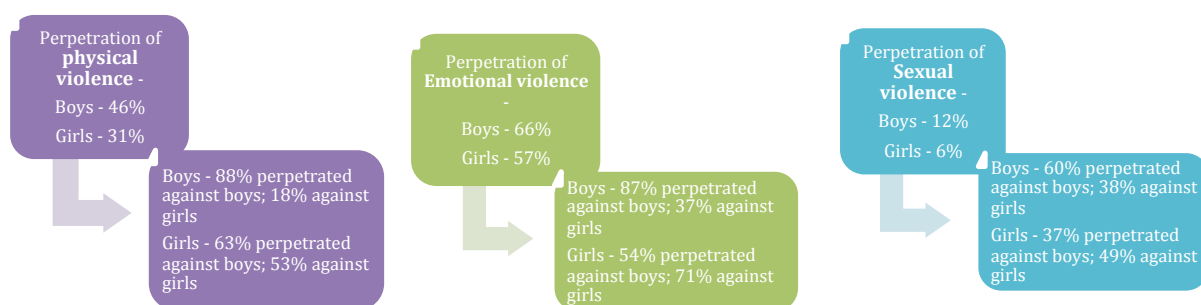 Perpetration of
physical
violence -
Boys - 46%
Girls - 31%
Boys - 88% perpetrated
against boys; 18% against
girls
Girls - 63% perpetrated
against boys; 53% against
girls
Perpetration of
Emotional violence
-
Boys - 66%
Girls - 57%
Boys - 87% perpetrated
against boys; 37% against
girls
Girls - 54% perpetrated
against boys; 71% against
girls
Perpetration of
Sexual
violence -
Boys - 12%
Girls - 6%
Boys - 60% perpetrated
against boys; 38% against
girls
Girls - 37% perpetrated
against boys; 49% against
girls